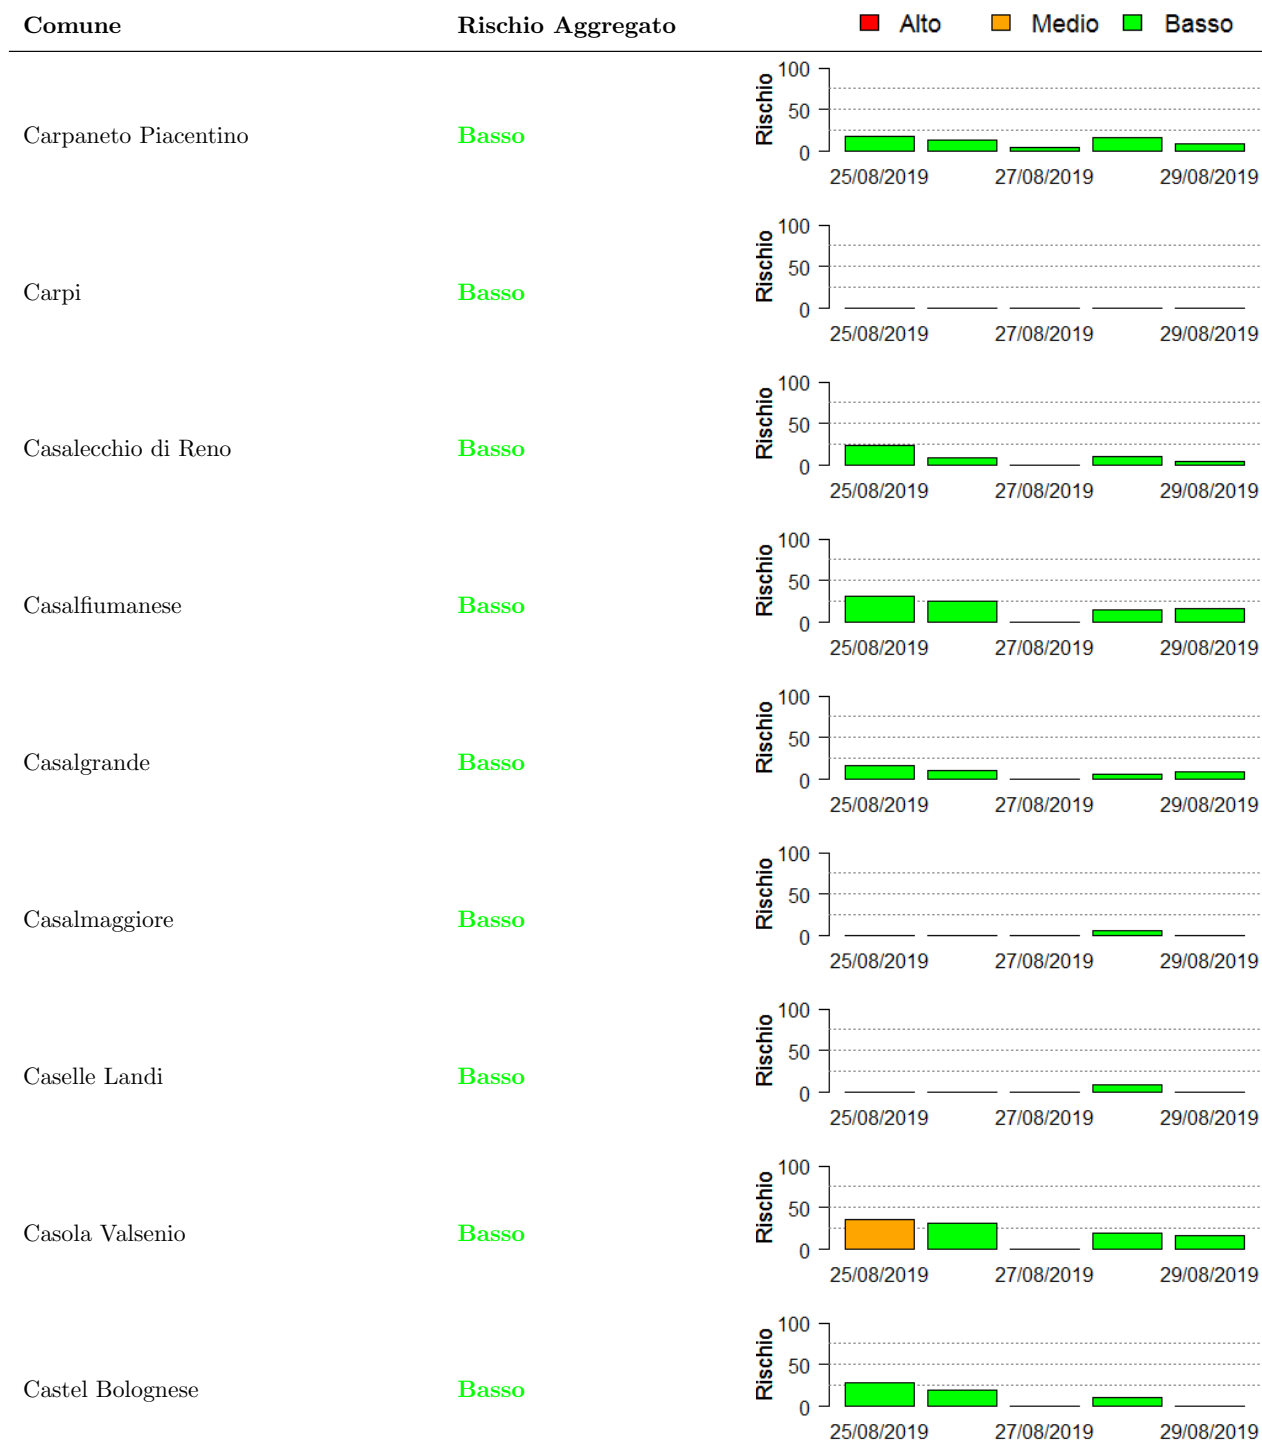 Comune Rischio Aggregato Alto Medio Basso
Carpaneto Piacentino Basso Rischio 0 50 100
25/08/2019 27/08/2019 29/08/2019
Carpi Basso Rischio 0 50 100
25/08/2019 27/08/2019 29/08/2019
Casalecchio di Reno Basso Rischio 0 50 100
25/08/2019 27/08/2019 29/08/2019
Casalfiumanese Basso Rischio 0 50 100
25/08/2019 27/08/2019 29/08/2019
Casalgrande Basso Rischio 0 50 100
25/08/2019 27/08/2019 29/08/2019
Casalmaggiore Basso Rischio 0 50 100
25/08/2019 27/08/2019 29/08/2019
Caselle Landi Basso Rischio 0 50 100
25/08/2019 27/08/2019 29/08/2019
Casola Valsenio Basso Rischio 0 50 100
25/08/2019 27/08/2019 29/08/2019
Castel Bolognese Basso Rischio 0 50 100
25/08/2019 27/08/2019 29/08/2019